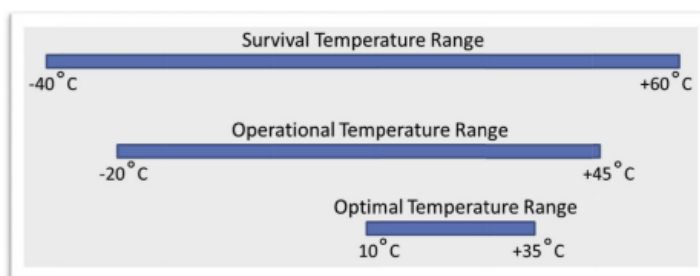 Survival Temperature Range
-40°C +60°C
Operational Temperature Range
-20°C +45°C
Optimal Temperature Range
10°C +35°C